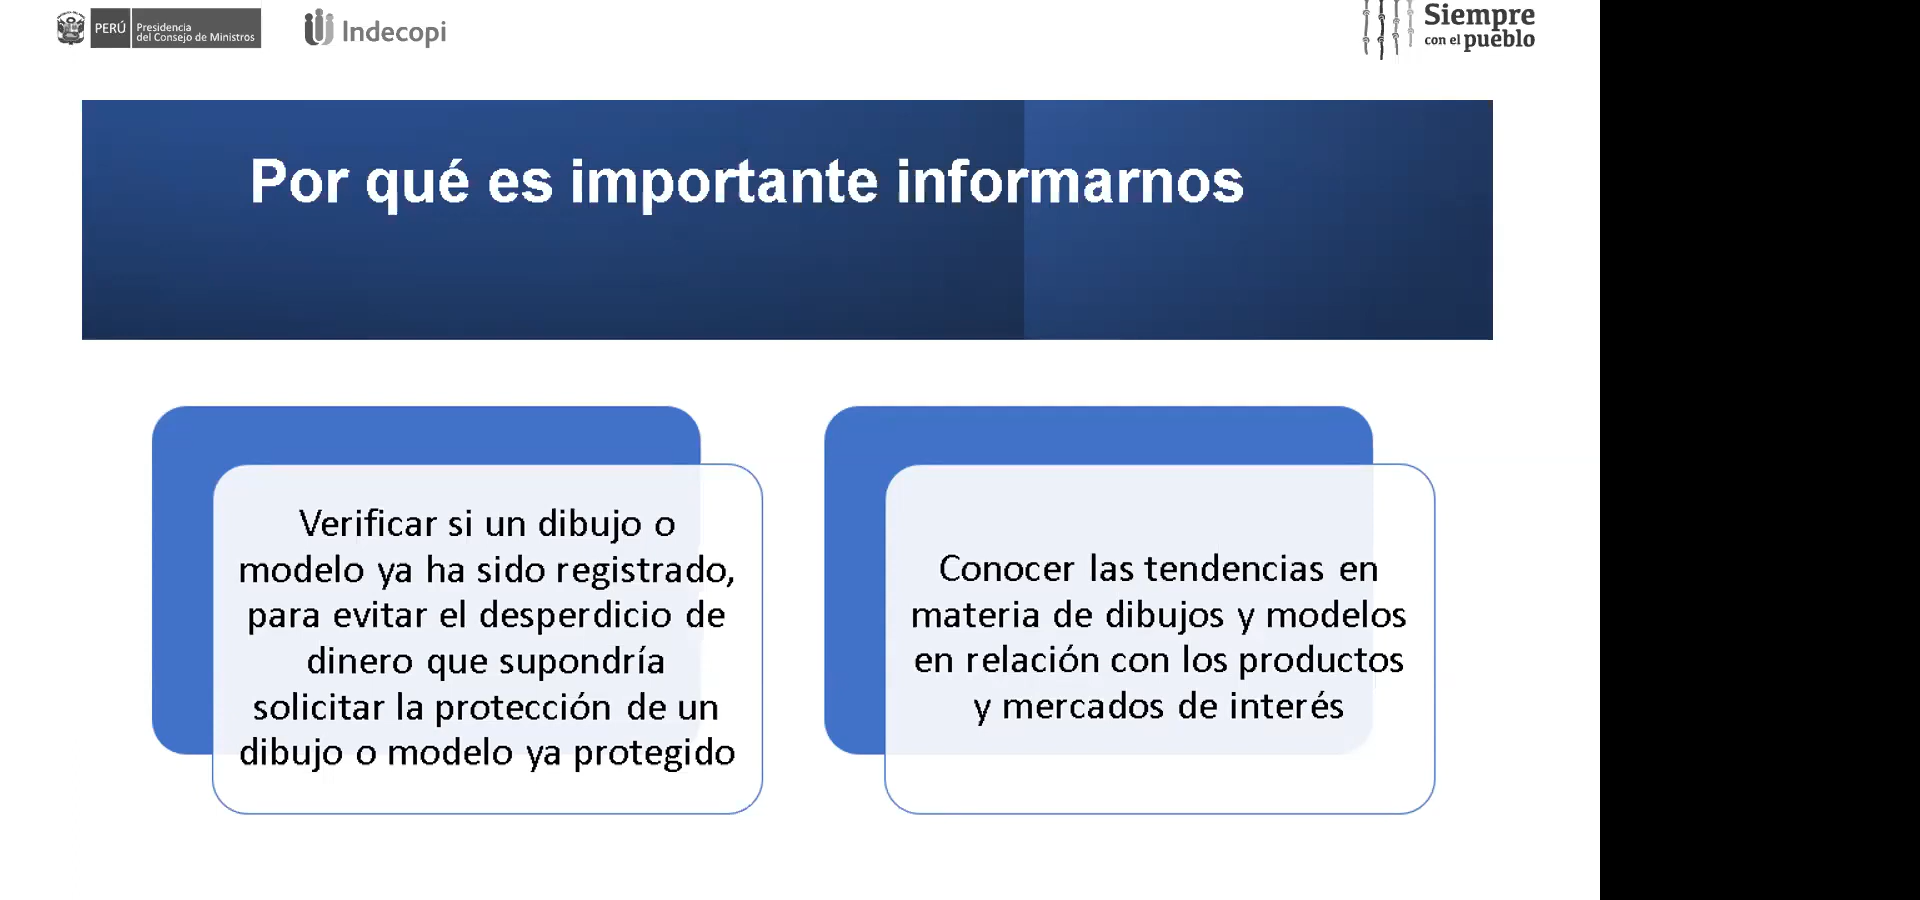 PERÚ
Presidencia
del Consejo de Ministros
Indecopi
Siempre
con el pueblo
Por qué es importante informarnos
Verificar si un dibujo o
modelo ya ha sido registrado,
para evitar el desperdicio de
dinero que supondría
solicitar la protección de un
dibujo o modelo ya protegido
Conocer las tendencias en
materia de dibujos y modelos
en relación con los productos
y mercados de interés